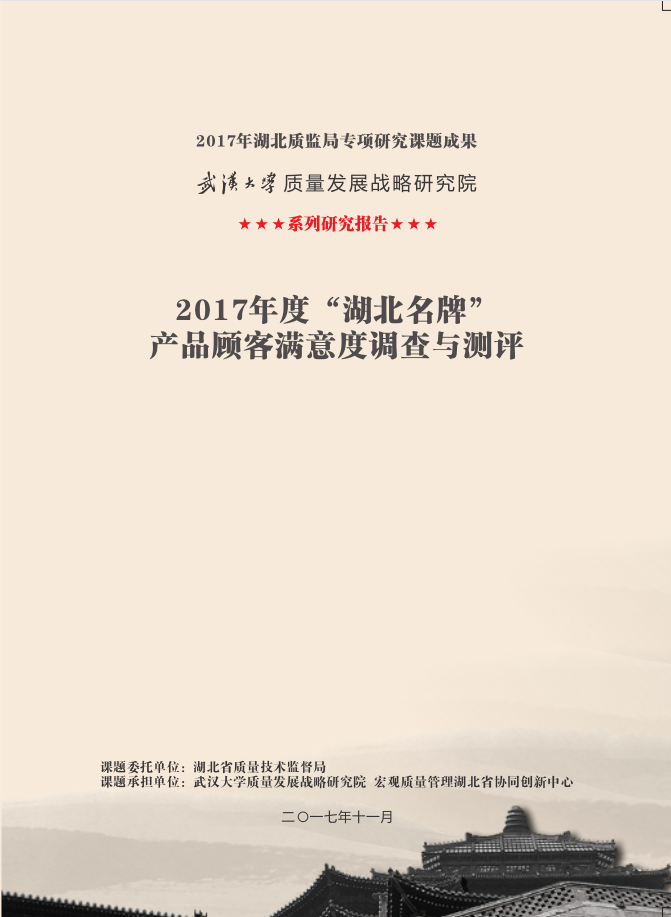 2017年湖北质监局专项研究课题成果
武汉大学 质量发展战略研究院
★★★系列研究报告★★★
2017年度“湖北名牌”
产品顾客满意度调查与测评
课题委托单位：湖北省质量技术监督局
课题承担单位：武汉大学质量发展战略研究院 宏观质量管理湖北省协同创新中心
二〇一七年十一月